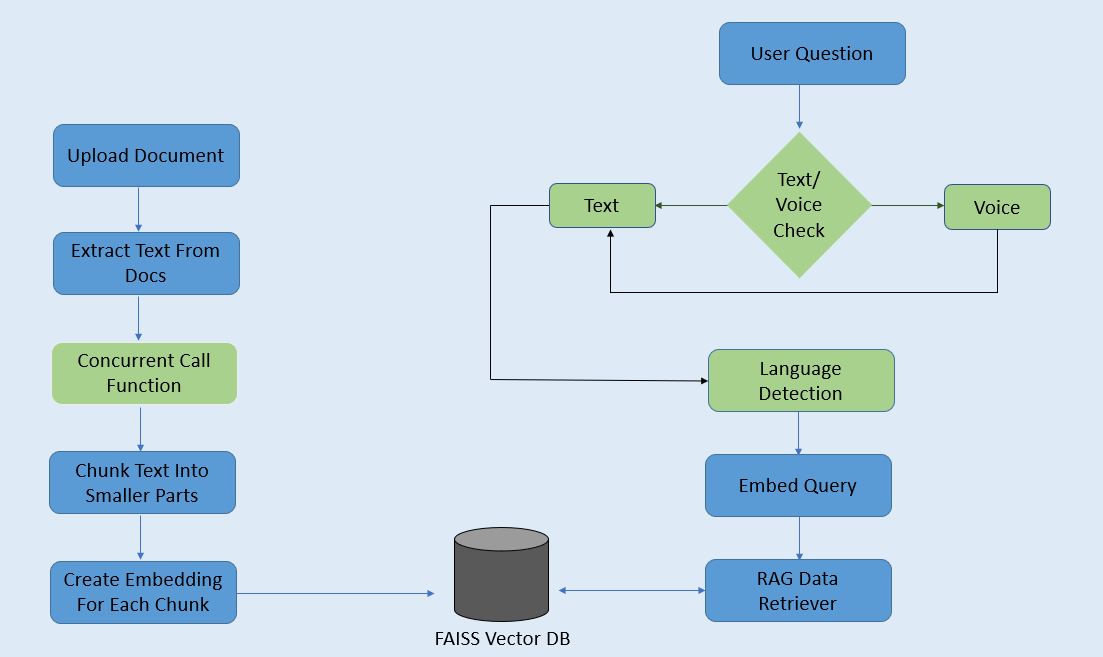 Upload Document
Extract Text From
Docs
Concurrent Call
Function
Chunk Text Into
Smaller Parts
Create Embedding
For Each Chunk
FAISS Vector DB
User Question
Text/
Voice
Check
Text
Voice
Language
Detection
Embed Query
RAG Data
Retriever